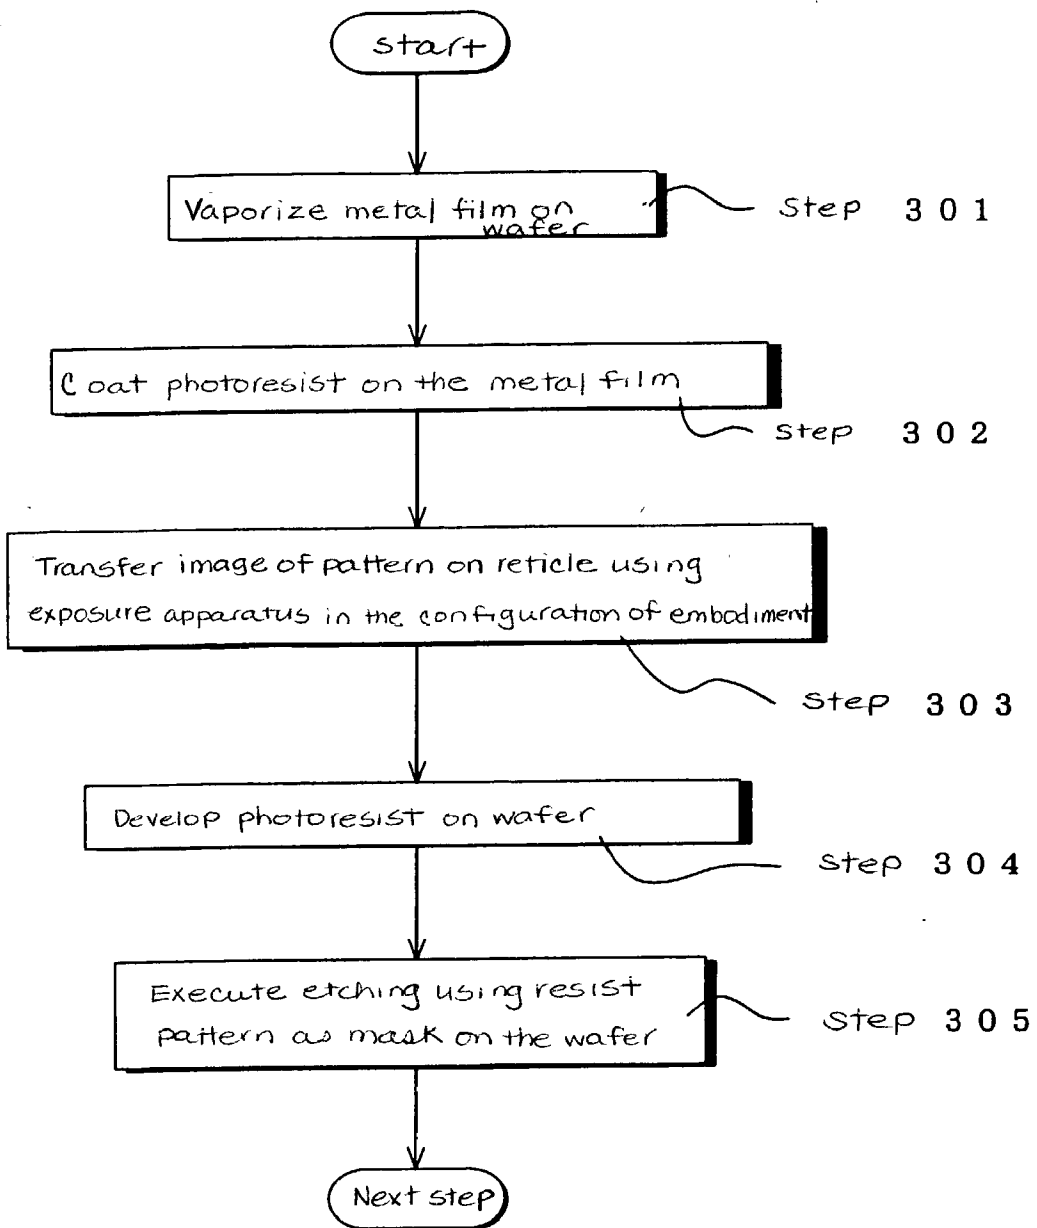 start
Vaporize metal film on
wafer
Step 301
Coat photoresist on the metal film
Step 302
Transfer image of pattern on reticle using
exposure apparatus in the configuration of embodiment
Step 303
Develop photoresist on wafer
Step 304
Execute etching using resist
pattern as mask on the wafer
Step 305
Next step